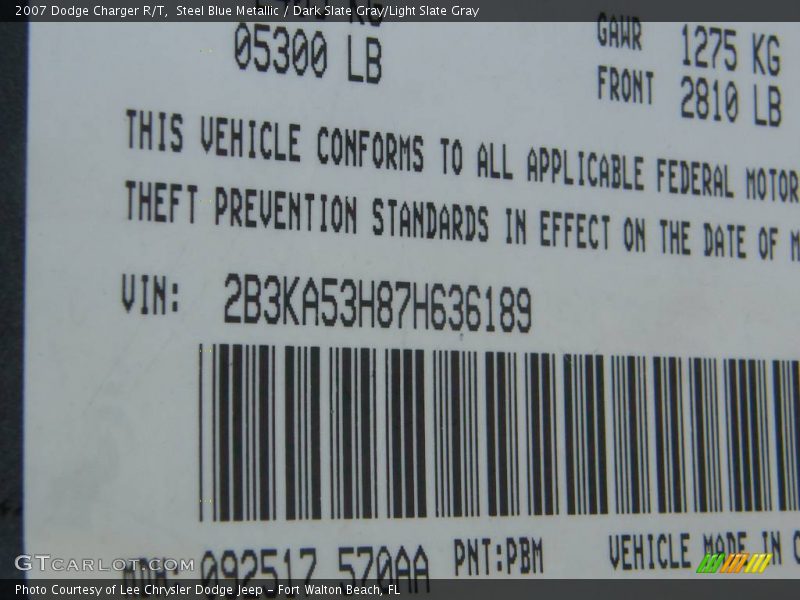 2007 Dodge Charger R/T, Steel Blue Metallic / Dark Slate Gray/Light Slate Gray
05300 LB
GAWR 1275 KG
FRONT 2810 LB
THIS VEHICLE CONFORMS TO ALL APPLICABLE FEDERAL MOTOR
THEFT PREVENTION STANDARDS IN EFFECT ON THE DATE OF M
VIN: 2B3KA53H87H636189
MDH: 092517 570AA PNT:PBM VEHICLE MADE IN C
GTCARLOT.COM
Photo Courtesy of Lee Chrysler Dodge Jeep - Fort Walton Beach, FL